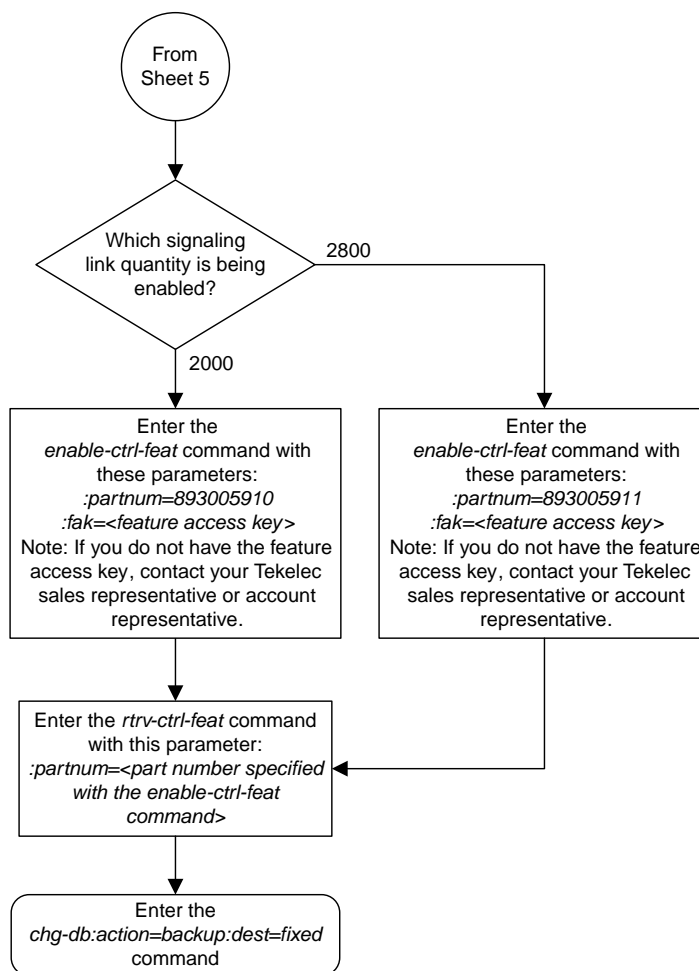 From
Sheet 5
Which signaling
link quantity is being
enabled?
2800
2000
Enter the
enable-ctrl-feat command with
these parameters:
:partnum=893005910
:fak=<feature access key>
Note: If you do not have the feature
access key, contact your Tekelec
sales representative or account
representative.
Enter the
enable-ctrl-feat command with
these parameters:
:partnum=893005911
:fak=<feature access key>
Note: If you do not have the feature
access key, contact your Tekelec
sales representative or account
representative.
Enter the rtrv-ctrl-feat command
with this parameter:
:partnum=<part number specified
with the enable-ctrl-feat
command>
Enter the
chg-db:action=backup:dest=fixed
command